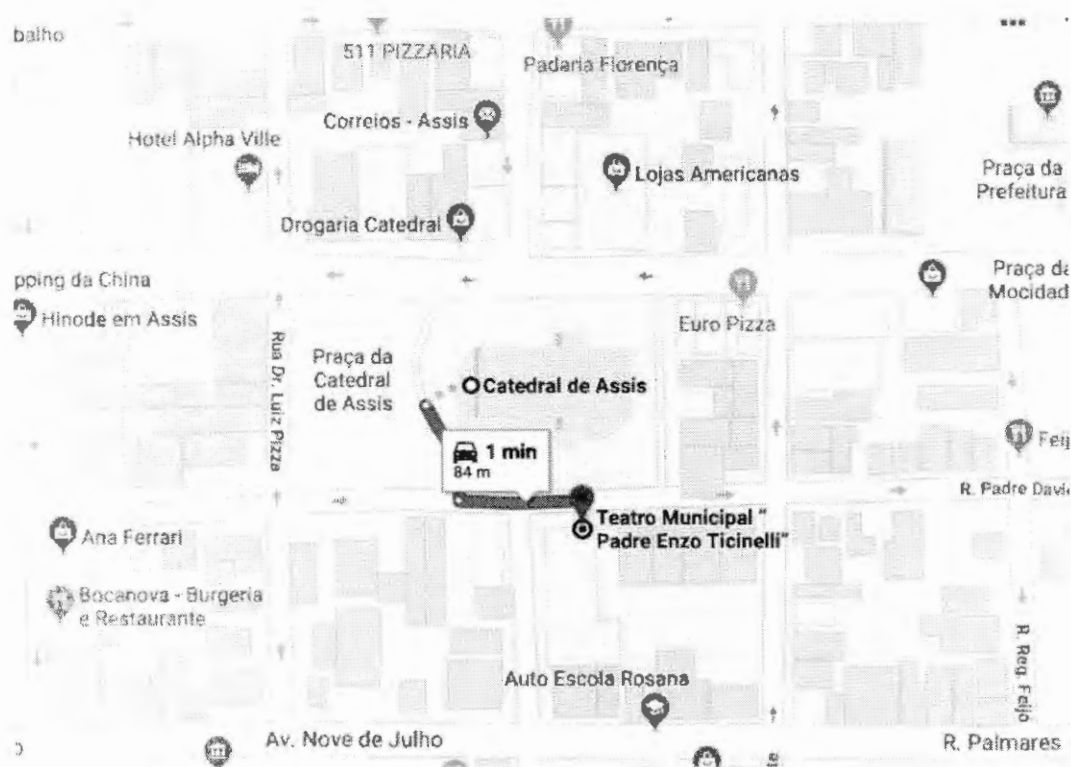 balho
511 PIZZARIA
Padaria Florença
Correios - Assis
Hotel Alpha Ville
Lojas Americanas
Praça da
Prefeitura
Drogaria Catedral
pping da China
Praça da
Mocidad
Hinode em Assis
Euro Pizza
Rua Dr. Luiz Pizza
Praça da
Catedral
de Assis
Catedral de Assis
1 min
84 m
Feij
R. Padre Davi
Teatro Municipal "
Padre Enzo Ticinelli"
Ana Ferrari
Bocanova - Burgeria
e Restaurante
R. Reg. Feijó
Auto Escola Rosana
Av. Nove de Julho
R. Palmares